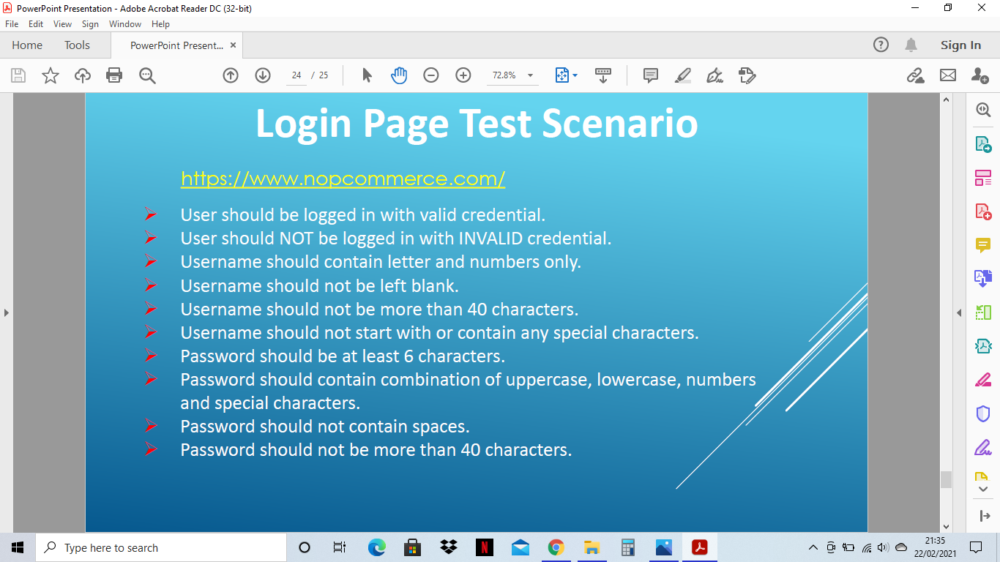 PowerPoint Presentation - Adobe Acrobat Reader DC (32-bit)
File Edit View Sign Window Help
Home Tools PowerPoint Present... × Sign In
24 / 25 72.8%
Login Page Test Scenario
https://www.nopcommerce.com/
User should be logged in with valid credential.
User should NOT be logged in with INVALID credential.
Username should contain letter and numbers only.
Username should not be left blank.
Username should not be more than 40 characters.
Username should not start with or contain any special characters.
Password should be at least 6 characters.
Password should contain combination of uppercase, lowercase, numbers
and special characters.
Password should not contain spaces.
Password should not be more than 40 characters.
Type here to search
21:35
22/02/2021